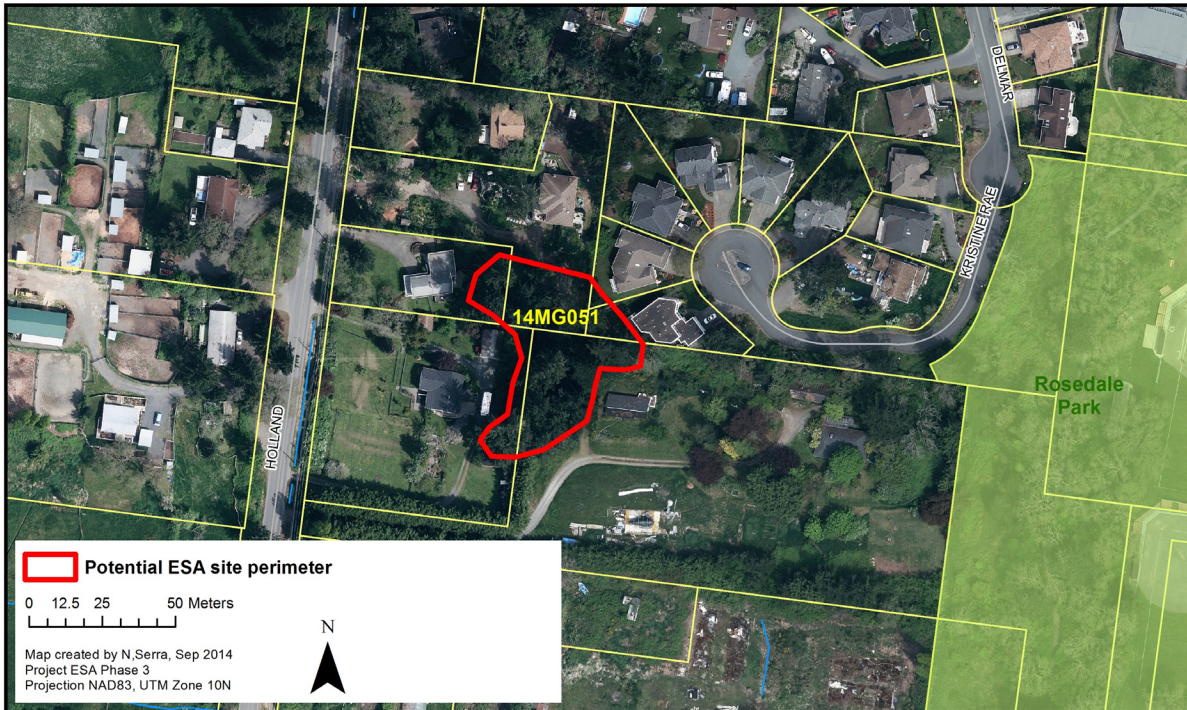 DELMAR
KRISTINE RAE
14MG051
Rosedale
Park
HOLLAND
Potential ESA site perimeter
0 12.5 25 50 Meters
N
Map created by N,Serra, Sep 2014
Project ESA Phase 3
Projection NAD83, UTM Zone 10N